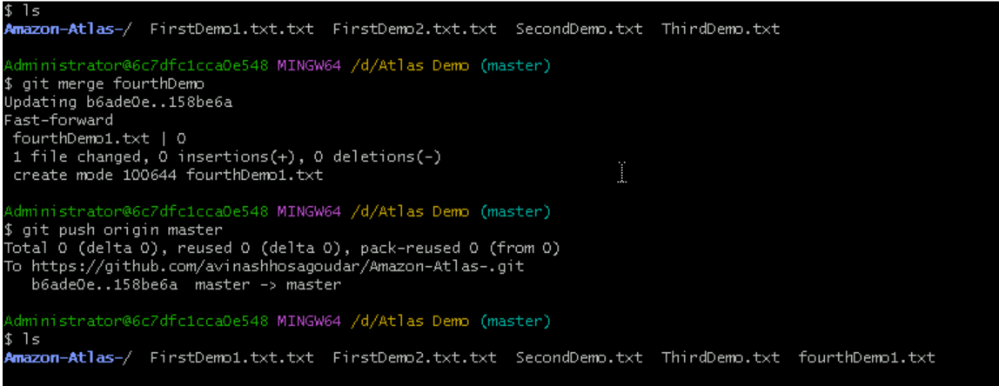 $ ls
Amazon-Atlas-/ FirstDemo1.txt.txt FirstDemo2.txt.txt SecondDemo.txt ThirdDemo.txt
Administrator@6c7dfc1cca0e548 MINGW64 /d/Atlas Demo (master)
$ git merge fourthDemo
Updating b6ade0e..158be6a
Fast-forward
fourthDemo1.txt | 0
1 file changed, 0 insertions(+), 0 deletions(-)
create mode 100644 fourthDemo1.txt
Administrator@6c7dfc1cca0e548 MINGW64 /d/Atlas Demo (master)
$ git push origin master
Total 0 (delta 0), reused 0 (delta 0), pack-reused 0 (from 0)
To https://github.com/avinashhosagoudar/Amazon-Atlas-.git
b6ade0e..158be6a master -> master
Administrator@6c7dfc1cca0e548 MINGW64 /d/Atlas Demo (master)
$ ls
Amazon-Atlas-/ FirstDemo1.txt.txt FirstDemo2.txt.txt SecondDemo.txt ThirdDemo.txt fourthDemo1.txt